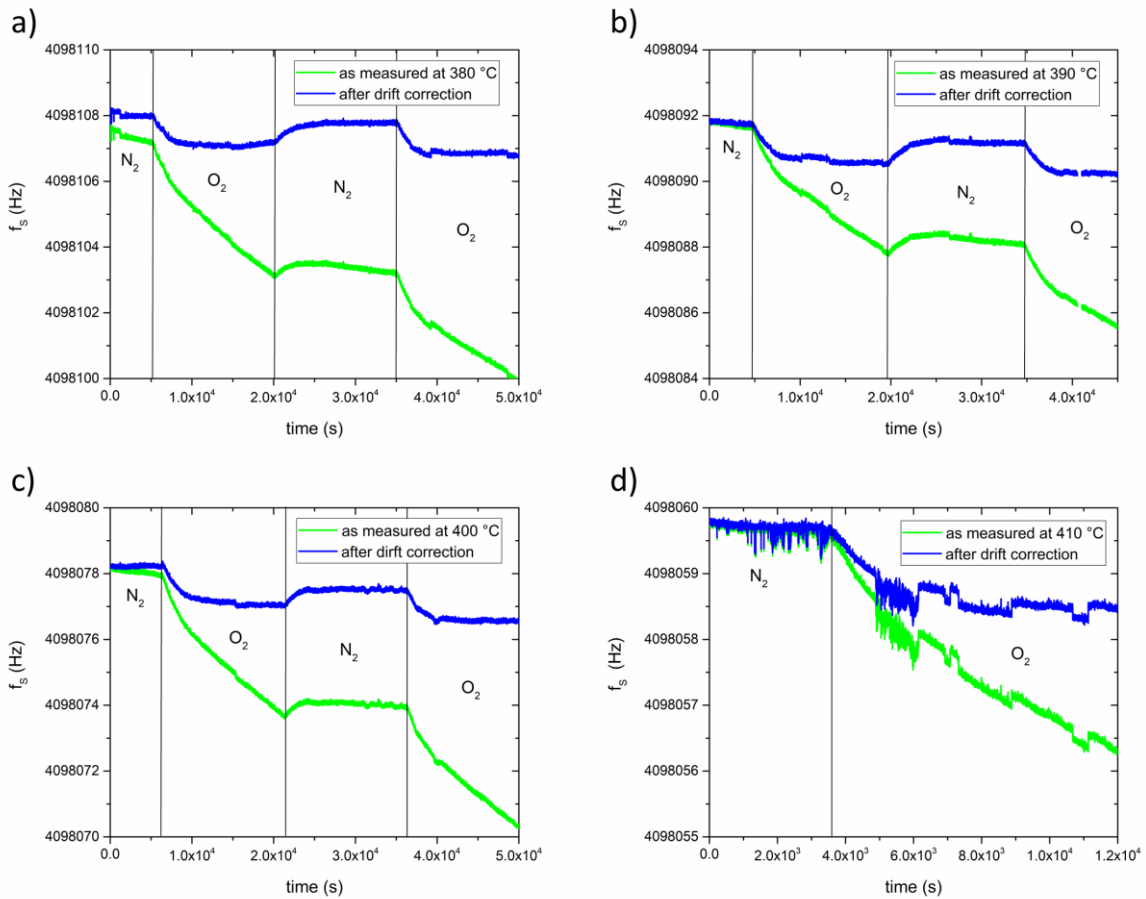 a)
4098110
4098108
4098106
4098104
4098102
4098100
f_S (Hz)
as measured at 380 °C
after drift correction
N₂
O₂
N₂
O₂
0.0
1.0x10⁴
2.0x10⁴
3.0x10⁴
4.0x10⁴
5.0x10⁴
time (s)
b)
4098094
4098092
4098090
4098088
4098086
4098084
f_S (Hz)
as measured at 390 °C
after drift correction
N₂
O₂
N₂
O₂
0.0
1.0x10⁴
2.0x10⁴
3.0x10⁴
4.0x10⁴
time (s)
c)
4098080
4098078
4098076
4098074
4098072
4098070
f_S (Hz)
as measured at 400 °C
after drift correction
N₂
O₂
N₂
O₂
0.0
1.0x10⁴
2.0x10⁴
3.0x10⁴
4.0x10⁴
5.0x10⁴
time (s)
d)
4098060
4098059
4098058
4098057
4098056
4098055
f_S (Hz)
as measured at 410 °C
after drift correction
N₂
O₂
0.0
2.0x10³
4.0x10³
6.0x10³
8.0x10³
1.0x10⁴
1.2x10⁴
time (s)